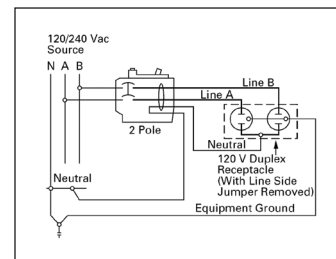 120/240 Vac
Source
N A B
Line B
Line A
2 Pole
Neutral
120 V Duplex
Receptacle
(With Line Side
Jumper Removed)
Neutral
Equipment Ground